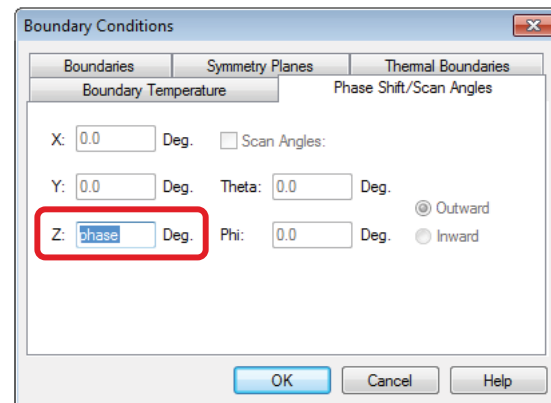 Boundary Conditions
Boundaries Symmetry Planes Thermal Boundaries
Boundary Temperature Phase Shift/Scan Angles
X: 0.0 Deg. Scan Angles:
Y: 0.0 Deg. Theta: 0.0 Deg.
Outward
Z: phase Deg. Phi: 0.0 Deg. Inward
OK Cancel Help